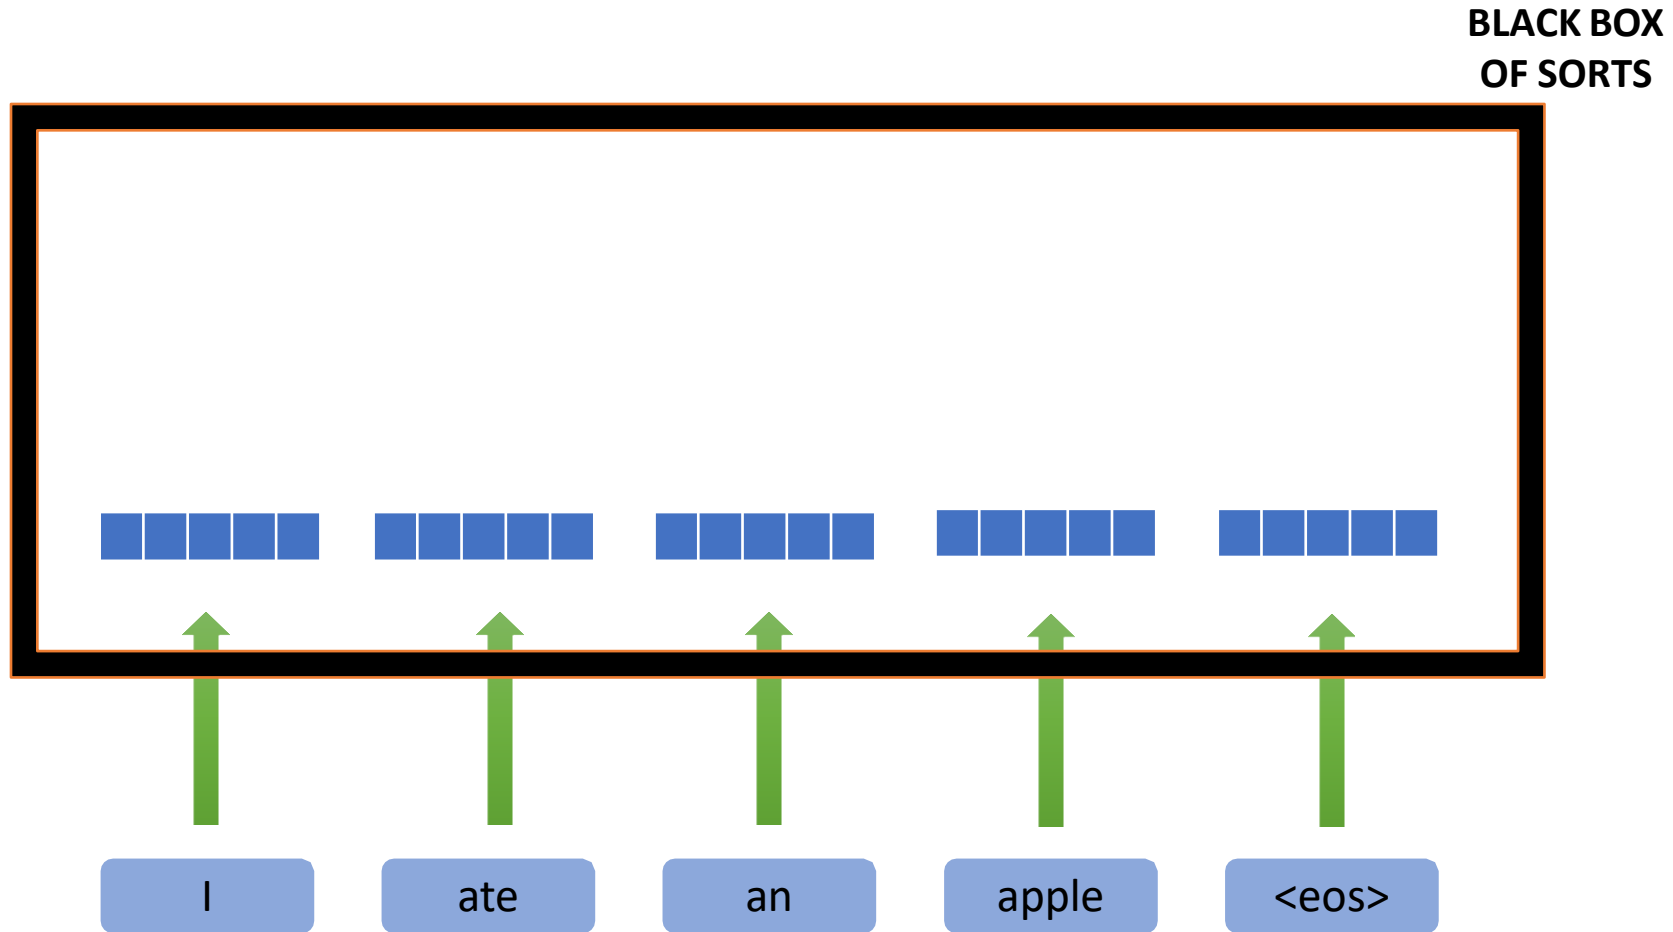 BLACK BOX
OF SORTS
I
ate
an
apple
<eos>